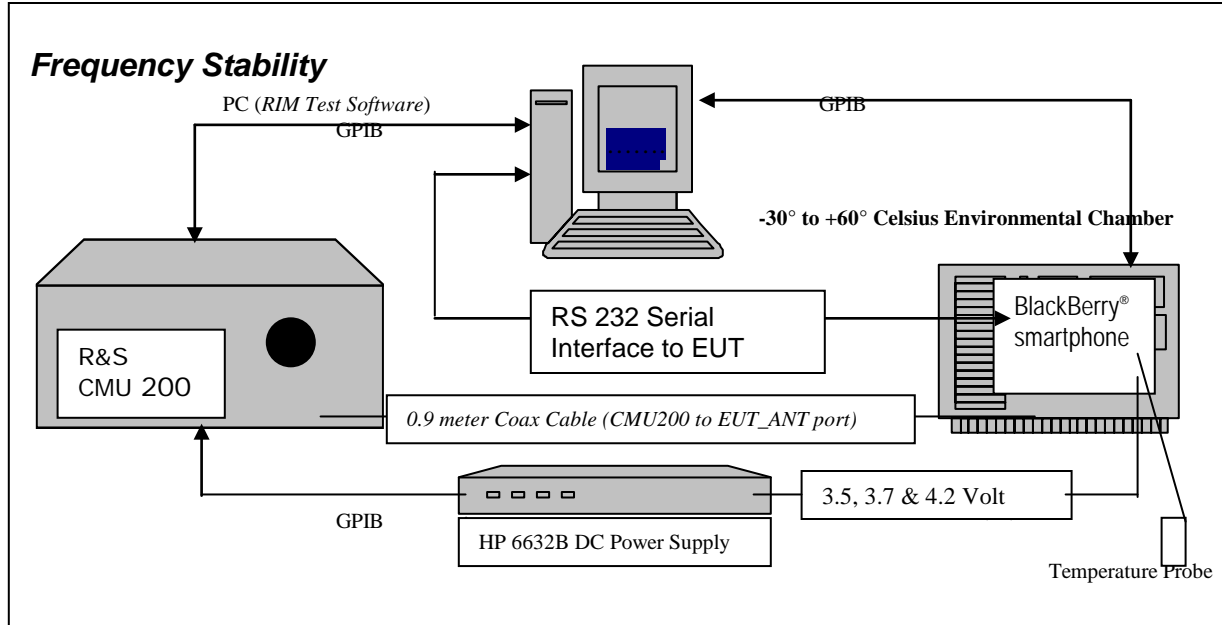 Frequency Stability
PC (RIM Test Software)
GPIB
GPIB
-30° to +60° Celsius Environmental Chamber
RS 232 Serial
Interface to EUT
BlackBerry®
smartphone
R&S
CMU 200
0.9 meter Coax Cable (CMU200 to EUT_ANT port)
3.5, 3.7 & 4.2 Volt
GPIB
HP 6632B DC Power Supply
Temperature Probe